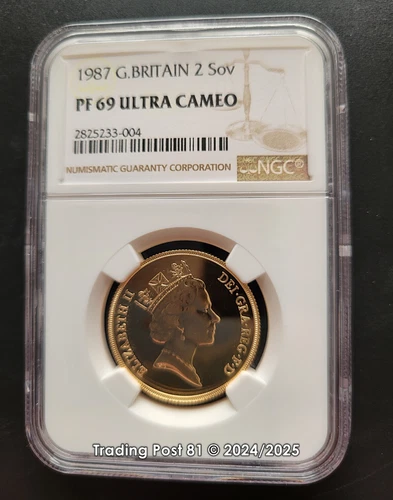 1987 G.BRITAIN 2 Sov
PF 69 ULTRA CAMEO
2825233-004
NUMISMATIC GUARANTY CORPORATION
NGC®
ELIZABETH II
DEI·GRA·REG·F·D
Trading Post 81 © 2024/2025